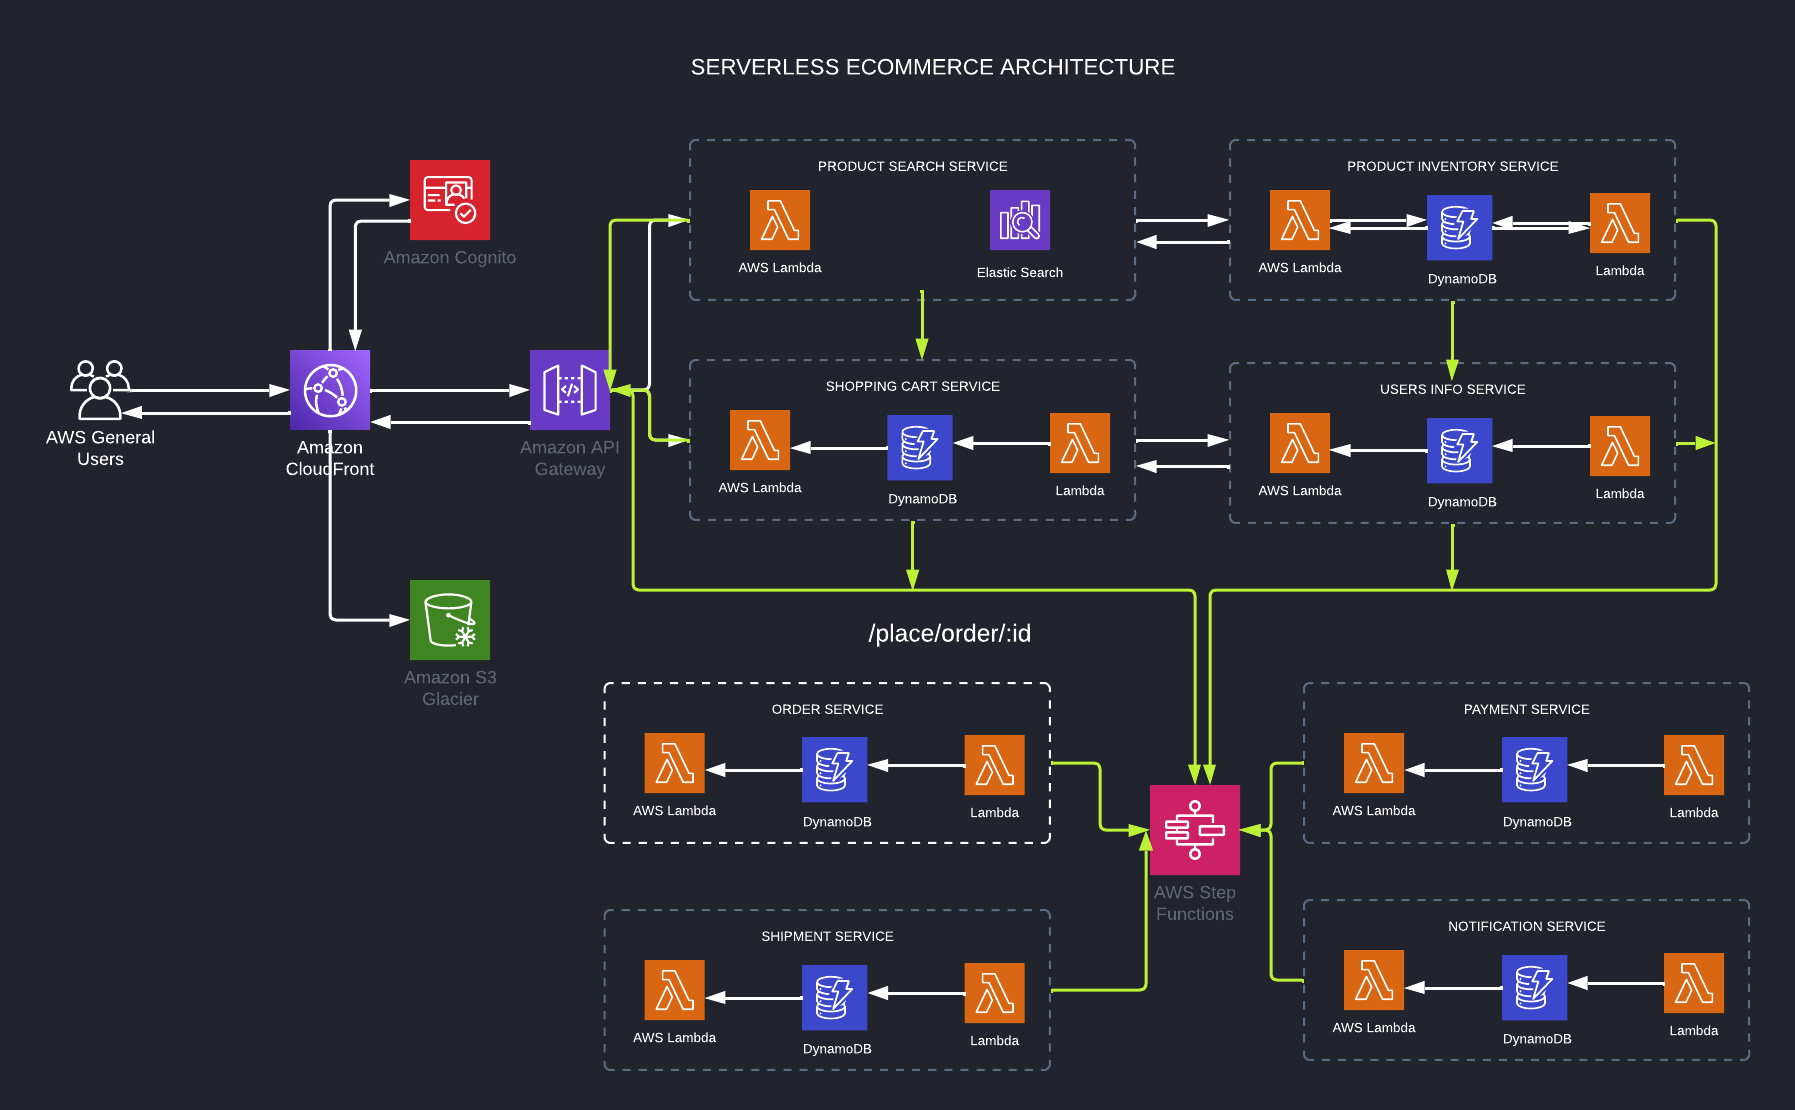 SERVERLESS ECOMMERCE ARCHITECTURE
PRODUCT SEARCH SERVICE
AWS Lambda
Elastic Search
PRODUCT INVENTORY SERVICE
AWS Lambda
DynamoDB
Lambda
Amazon Cognito
AWS General
Users
Amazon
CloudFront
Amazon API
Gateway
SHOPPING CART SERVICE
AWS Lambda
DynamoDB
Lambda
USERS INFO SERVICE
AWS Lambda
DynamoDB
Lambda
Amazon S3
Glacier
/place/order/:id
ORDER SERVICE
AWS Lambda
DynamoDB
Lambda
PAYMENT SERVICE
AWS Lambda
DynamoDB
Lambda
AWS Step
Functions
SHIPMENT SERVICE
AWS Lambda
DynamoDB
Lambda
NOTIFICATION SERVICE
AWS Lambda
DynamoDB
Lambda